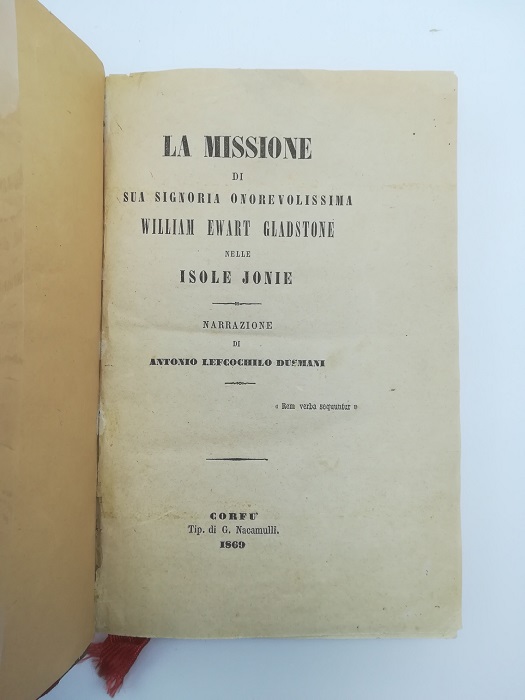 LA MISSIONE
DI
SUA SIGNORIA ONOREVOLISSIMA
WILLIAM EWART GLADSTONE
NELLE
ISOLE JONIE
NARRAZIONE
DI
ANTONIO LEFCOCHILO DUSMANI
« Rem verba sequuntur »
CORFU'
Tip. di G. Nacamulli.
1869